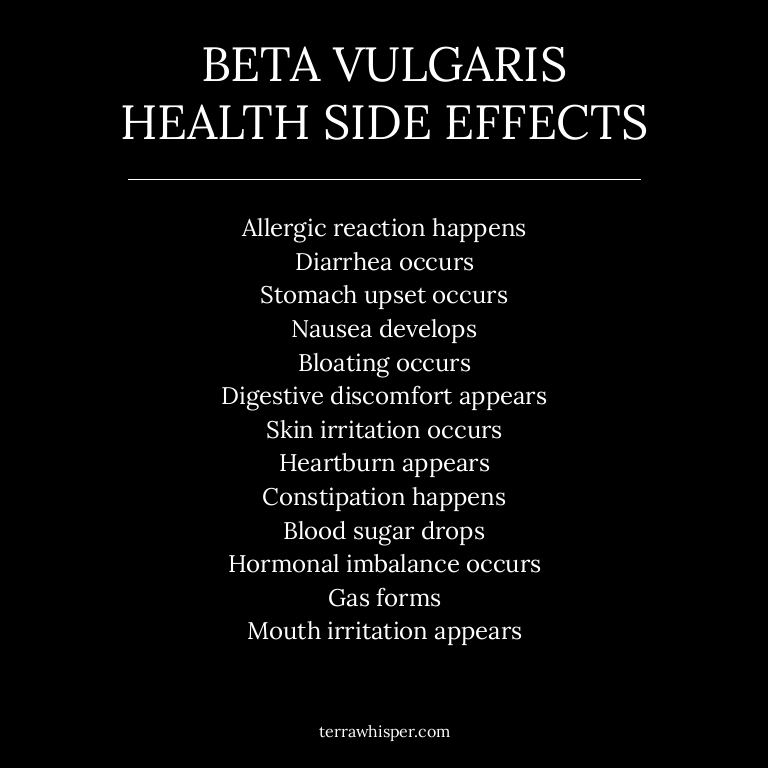 BETA VULGARIS
HEALTH SIDE EFFECTS
Allergic reaction happens
Diarrhea occurs
Stomach upset occurs
Nausea develops
Bloating occurs
Digestive discomfort appears
Skin irritation occurs
Heartburn appears
Constipation happens
Blood sugar drops
Hormonal imbalance occurs
Gas forms
Mouth irritation appears
terrawhisper.com